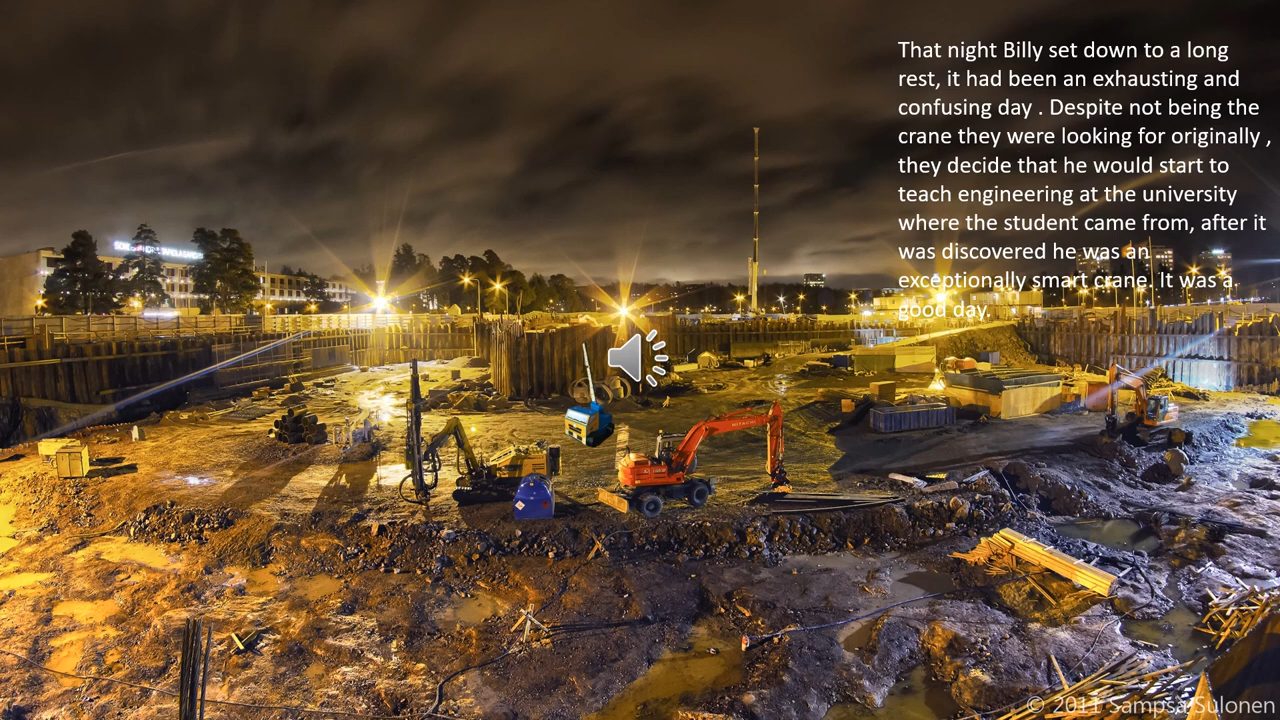 That night Billy set down to a long
rest, it had been an exhausting and
confusing day . Despite not being the
crane they were looking for originally ,
they decide that he would start to
teach engineering at the university
where the student came from, after it
was discovered he was an
exceptionally smart crane. It was a
good day.
HITACHI
© 2011 Sampsa Sulonen